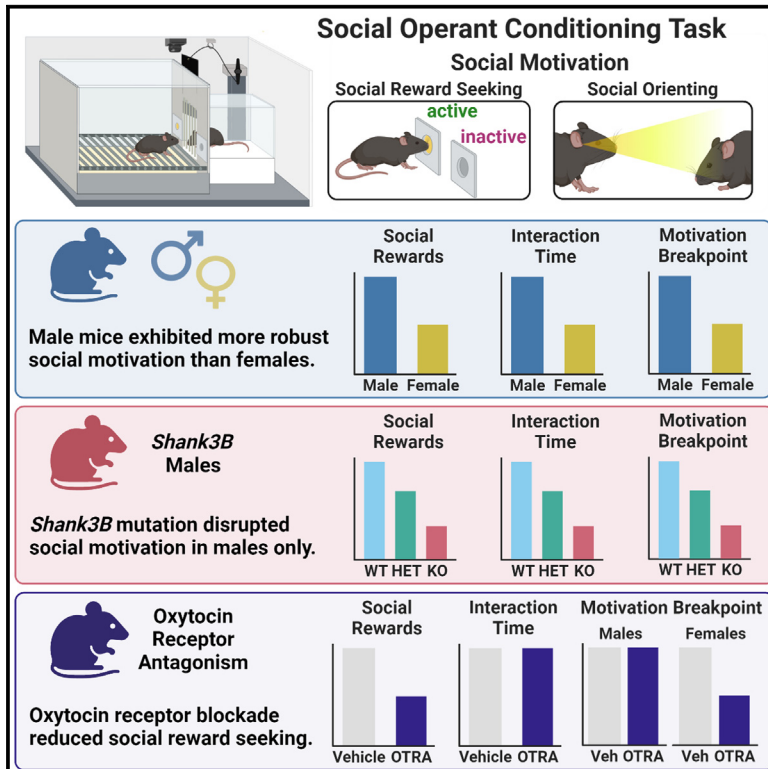 Social Operant Conditioning Task
Social Motivation
Social Reward Seeking
active
inactive
Social Orienting
Male mice exhibited more robust
social motivation than females.
Social
Rewards
Male Female
Interaction
Time
Male Female
Motivation
Breakpoint
Male Female
Shank3B
Males
Shank3B mutation disrupted
social motivation in males only.
Social
Rewards
WT HET KO
Interaction
Time
WT HET KO
Motivation
Breakpoint
WT HET KO
Oxytocin
Receptor
Antagonism
Oxytocin receptor blockade
reduced social reward seeking.
Social
Rewards
Vehicle OTRA
Interaction
Time
Vehicle OTRA
Motivation Breakpoint
Males
Veh OTRA
Females
Veh OTRA